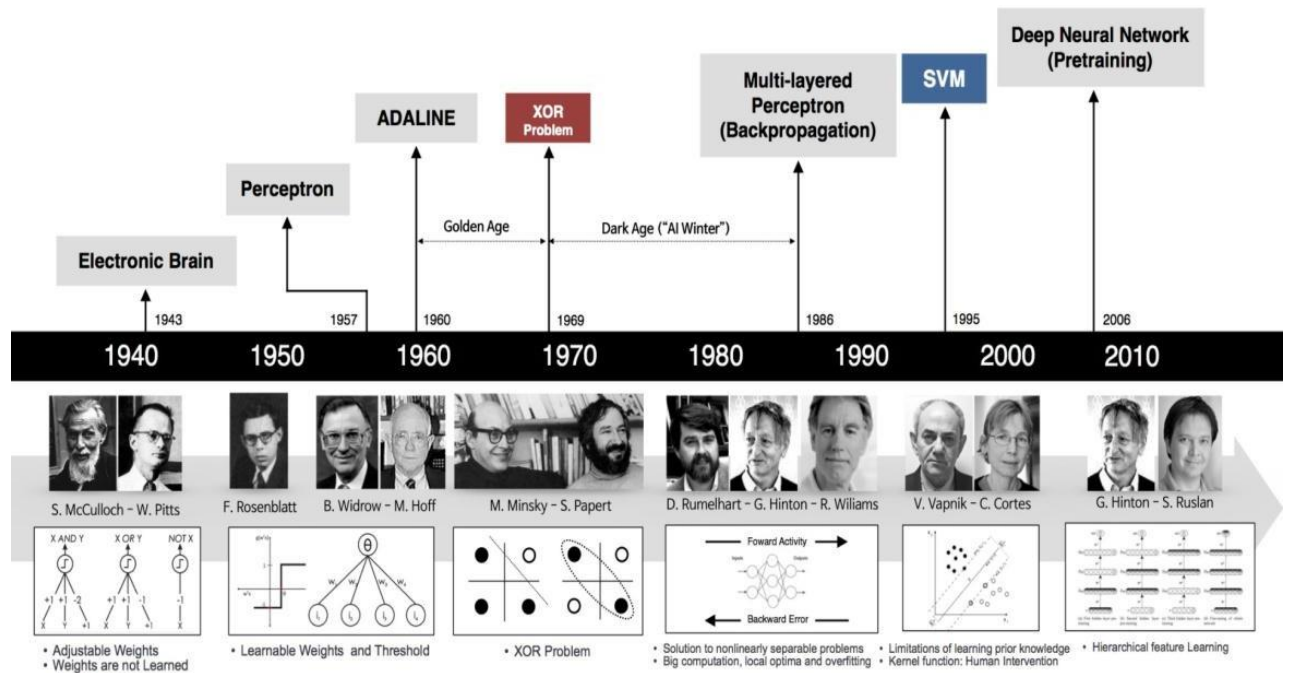 Deep Neural Network
(Pretraining)
Multi-layered
Perceptron
(Backpropagation)
SVM
ADALINE
XOR
Problem
Perceptron
Golden Age
Dark Age ("AI Winter")
Electronic Brain
1943
1957
1960
1969
1986
1995
2006
1940
1950
1960
1970
1980
1990
2000
2010
S. McCulloch – W. Pitts
F. Rosenblatt
B. Widrow – M. Hoff
M. Minsky – S. Papert
D. Rumelhart – G. Hinton – R. Wiliams
V. Vapnik – C. Cortes
G. Hinton – S. Ruslan
X AND Y
X OR Y
NOT X
+1 +1 -2
+1 +1 -1
-1
X Y +1
X Y +1
X
θ
Foward Activity
Inputs
Outputs
Backward Error
• Adjustable Weights
• Weights are not Learned
• Learnable Weights and Threshold
• XOR Problem
• Solution to nonlinearly separable problems
• Big computation, local optima and overfitting
• Limitations of learning prior knowledge
• Kernel function: Human Intervention
• Hierarchical feature Learning